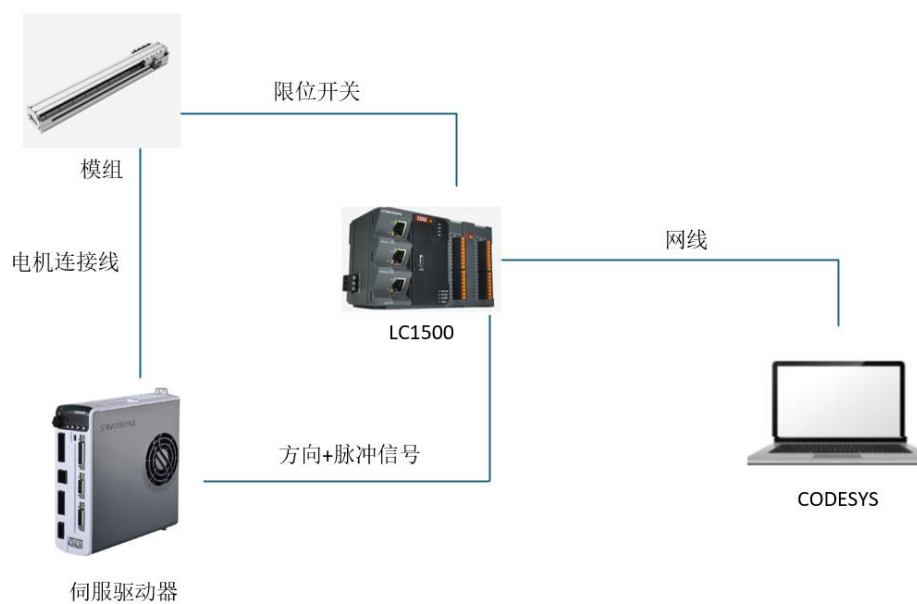 限位开关
模组
电机连接线
网线
LC1500
方向+脉冲信号
CODESYS
伺服驱动器